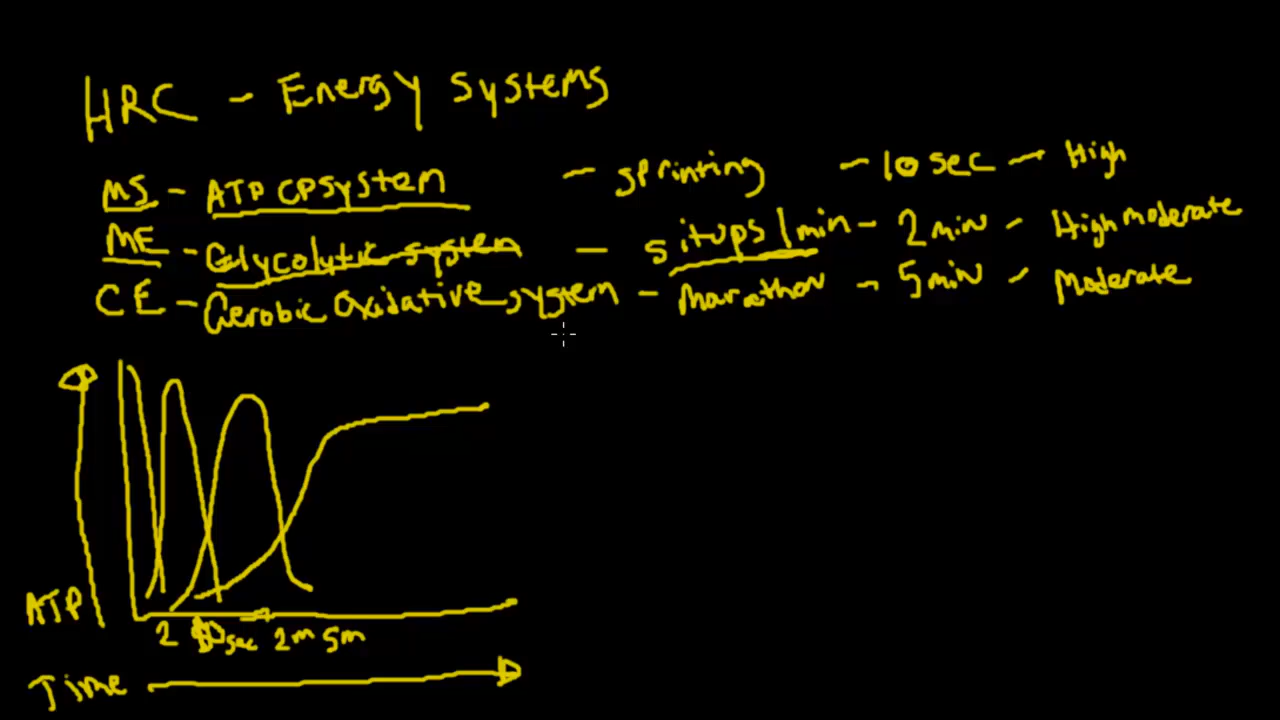 HRC - Energy Systems
MS - ATP CP System - sprinting - 10 sec - High
ME - Glycolytic system - situps 1 min - 2 min - High moderate
CE - Aerobic Oxidative system - Marathon - 5 min - Moderate
ATP
2 10 sec 2m 5m
Time